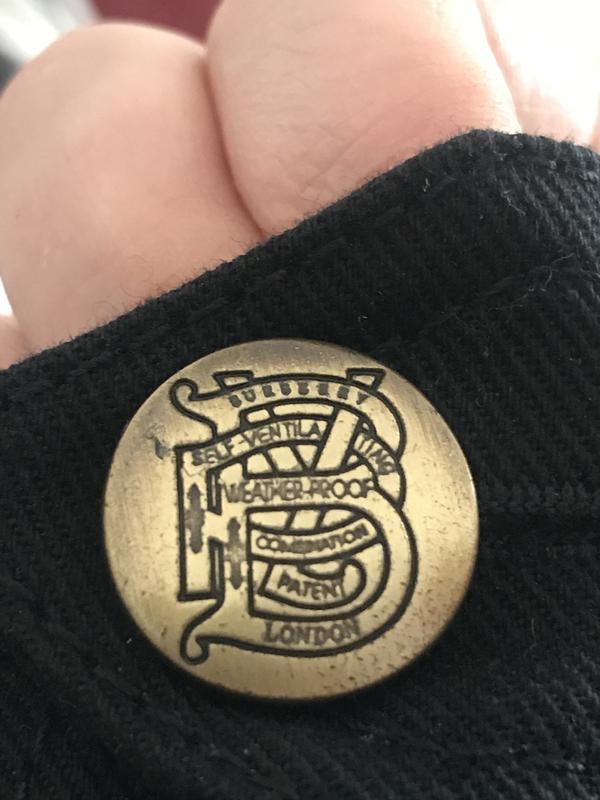 BURBERRY
SELF-VENTILATING
WEATHER-PROOF
COMBINATION
PATENT
LONDON